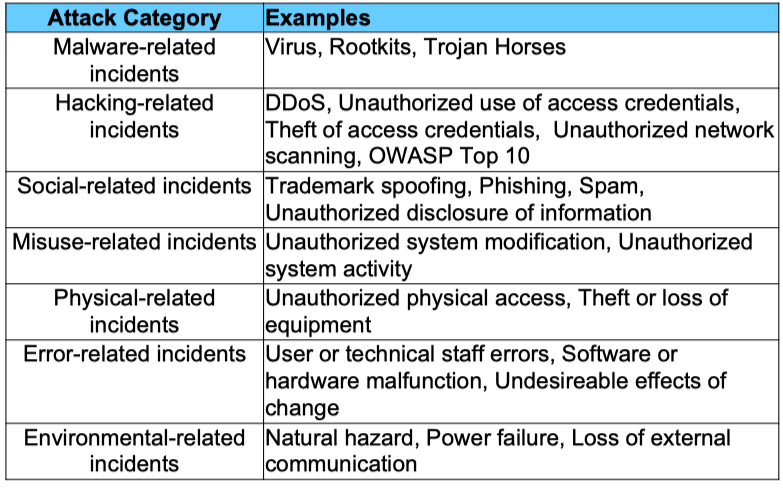 Attack Category Examples
Malware-related Virus, Rootkits, Trojan Horses
incidents
Hacking-related DDoS, Unauthorized use of access credentials,
incidents Theft of access credentials, Unauthorized network
scanning, OWASP Top 10
Social-related incidents Trademark spoofing, Phishing, Spam,
Unauthorized disclosure of information
Misuse-related incidents Unauthorized system modification, Unauthorized
system activity
Physical-related Unauthorized physical access, Theft or loss of
incidents equipment
Error-related incidents User or technical staff errors, Software or
hardware malfunction, Undesireable effects of
change
Environmental-related Natural hazard, Power failure, Loss of external
incidents communication